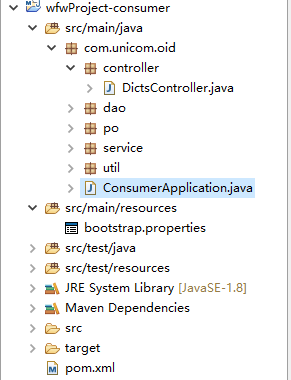 wfwProject-consumer
src/main/java
com.unicom.oid
controller
DictsController.java
dao
po
service
util
ConsumerApplication.java
src/main/resources
bootstrap.properties
src/test/java
src/test/resources
JRE System Library [JavaSE-1.8]
Maven Dependencies
src
target
pom.xml